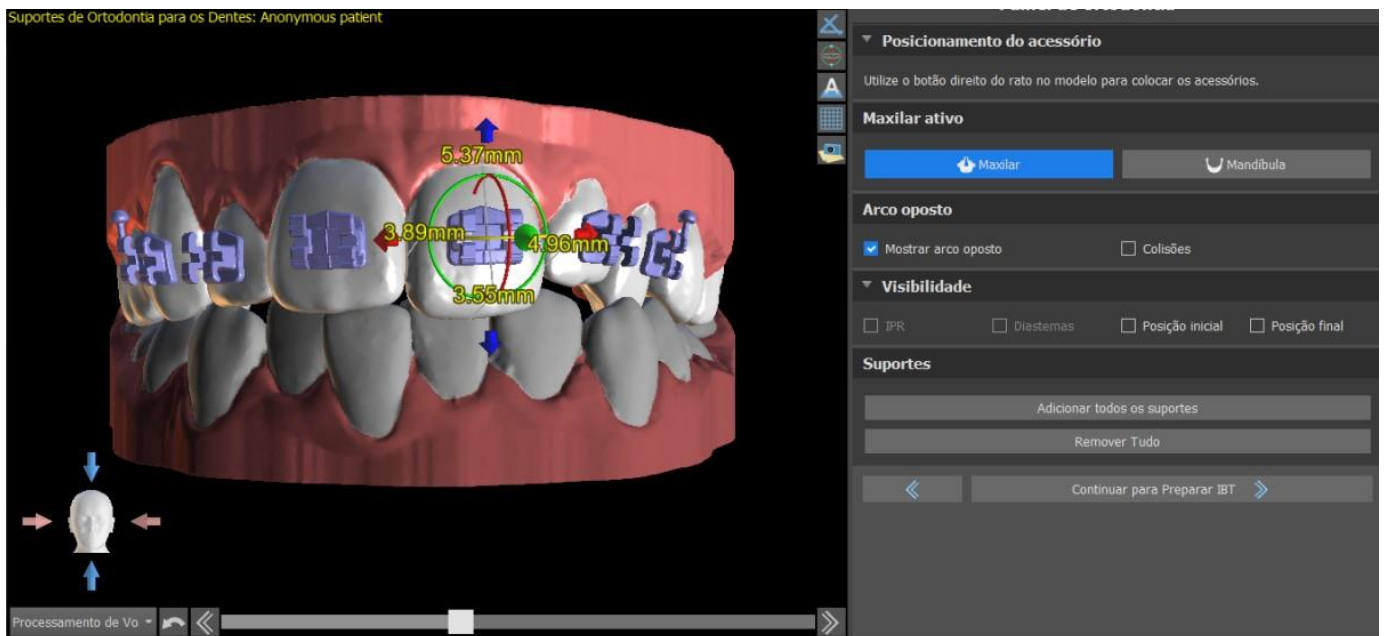 Suportes de Ortodontia para os Dentes: Anonymous patient
5.37mm
3.89mm
4.96mm
3.55mm
Processamento de Vo
Posicionamento do acessório
Utilize o botão direito do rato no modelo para colocar os acessórios.
Maxilar ativo
Maxilar
Mandíbula
Arco oposto
Mostrar arco oposto
Colisões
Visibilidade
IPR
Diastemas
Posição inicial
Posição final
Suportes
Adicionar todos os suportes
Remover Tudo
Continuar para Preparar IBT